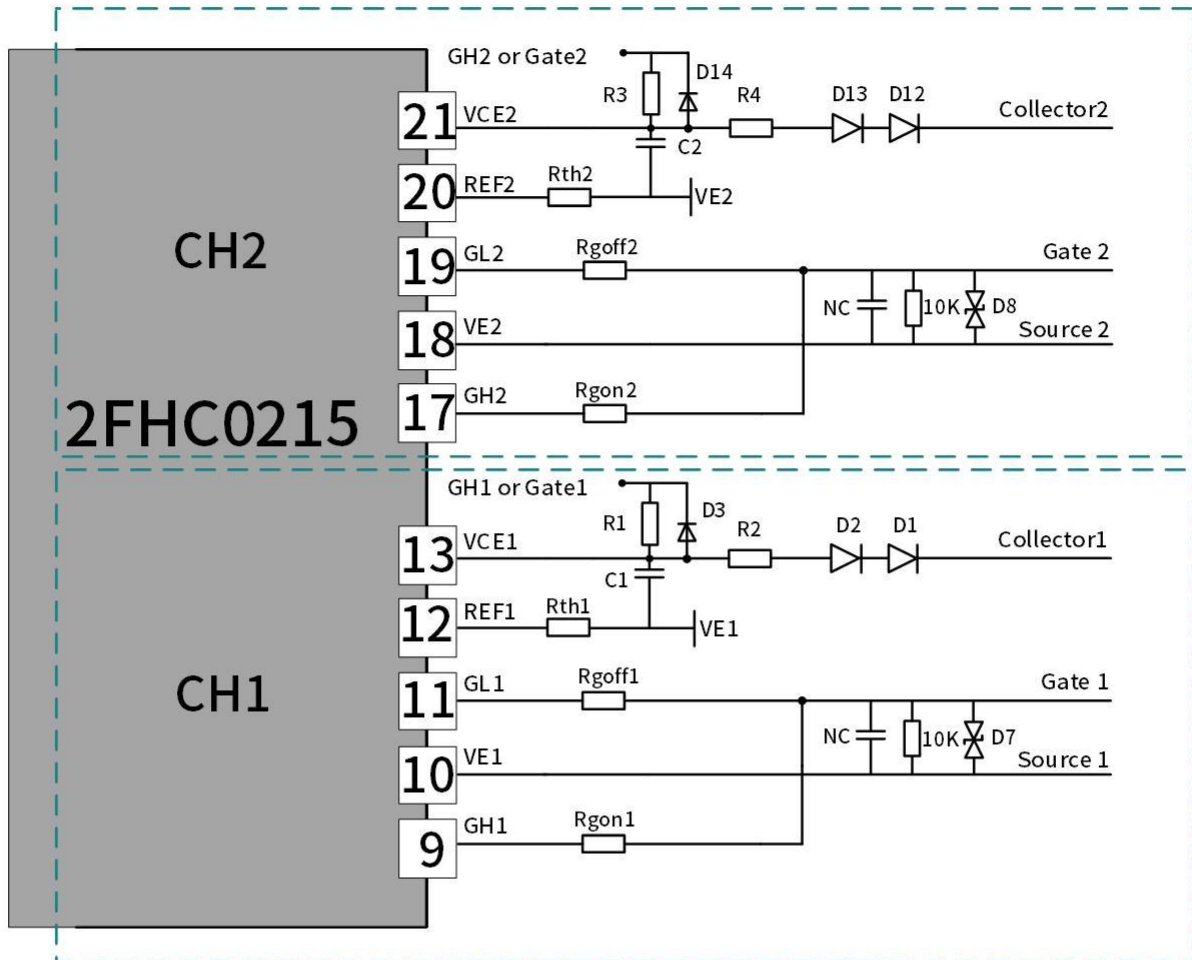 GH2 or Gate2
D14
R3
R4
D13
D12
Collector2
21
VCE2
C2
20
REF2
Rth2
VE2
CH2
19
GL2
Rgoff2
Gate 2
NC
10K
D8
18
VE2
Source 2
17
GH2
Rgon2
2FHC0215
GH1 or Gate1
D3
R1
R2
D2
D1
Collector1
13
VCE1
C1
12
REF1
Rth1
VE1
CH1
11
GL1
Rgoff1
Gate 1
NC
10K
D7
10
VE1
Source 1
9
GH1
Rgon1